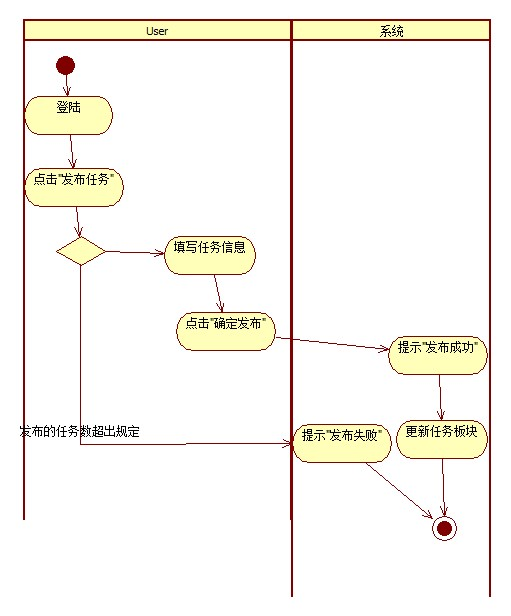 User
系统
登陆
点击"发布任务"
填写任务信息
点击"确定发布"
提示"发布成功"
发布的任务数超出规定
提示"发布失败"
更新任务板块